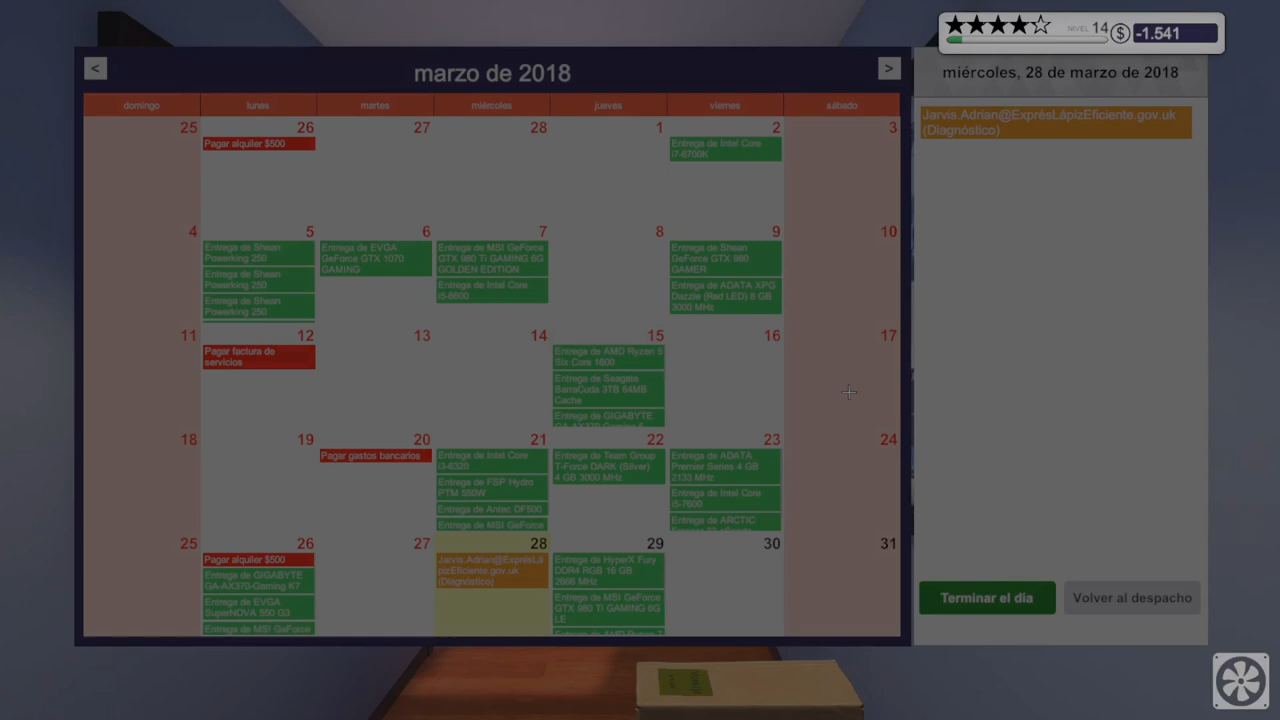 NIVEL 14
$ -1.541
<
marzo de 2018
>
miércoles, 28 de marzo de 2018
domingo
lunes
martes
miércoles
jueves
viernes
sábado
Jarvis.Adrian@ExprésLápizEficiente.gov.uk
(Diagnóstico)
25
26
27
28
1
2
3
Pagar alquiler $500
Entrega de Intel Core
i7-6700K
4
5
6
7
8
9
10
Entrega de Shean
Powerking 250
Entrega de Shean
Powerking 250
Entrega de Shean
Powerking 250
Entrega de EVGA
GeForce GTX 1070
GAMING
Entrega de MSI GeForce
GTX 980 Ti GAMING 6G
GOLDEN EDITION
Entrega de Intel Core
i5-8600
Entrega de Shean
GeForce GTX 980
GAMER
Entrega de ADATA XPG
Dazzle (Red LED) 8 GB
3000 MHz
11
12
13
14
15
16
17
Pagar factura de
servicios
Entrega de AMD Ryzen 5
Six Core 1600
Entrega de Seagate
BarraCuda 3TB 64MB
Cache
Entrega de GIGABYTE
GA-AX370-Gaming 5
18
19
20
21
22
23
24
Pagar gastos bancarios
Entrega de Intel Core
i3-6320
Entrega de FSP Hydro
PTM 550W
Entrega de Antec DF500
Entrega de MSI GeForce
Entrega de Team Group
T-Force DARK (Silver)
4 GB 3000 MHz
Entrega de ADATA
Premier Series 4 GB
2133 MHz
Entrega de Intel Core
i5-7600
Entrega de ARCTIC
25
26
27
28
29
30
31
Pagar alquiler $500
Entrega de GIGABYTE
GA-AX370-Gaming K7
Entrega de EVGA
SuperNOVA 550 G3
Entrega de MSI GeForce
Jarvis.Adrian@ExprésLá
pizEficiente.gov.uk
(Diagnóstico)
Entrega de HyperX Fury
DDR4 RGB 16 GB
2666 MHz
Entrega de MSI GeForce
GTX 980 Ti GAMING 6G
LE
Terminar el día
Volver al despacho